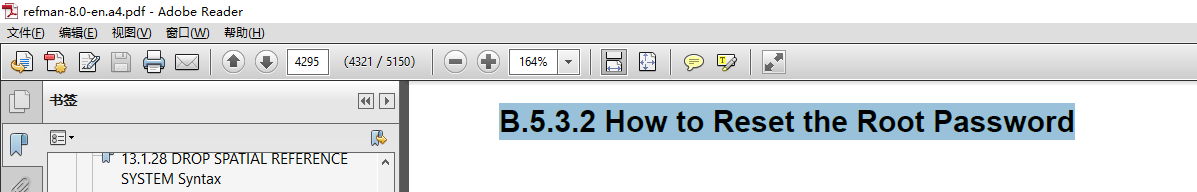 refman-8.0-en.a4.pdf - Adobe Reader
文件(F) 编辑(E) 视图(V) 窗口(W) 帮助(H)
4295 (4321 / 5150) 164%
书签
B.5.3.2 How to Reset the Root Password
13.1.28 DROP SPATIAL REFERENCE
SYSTEM Syntax